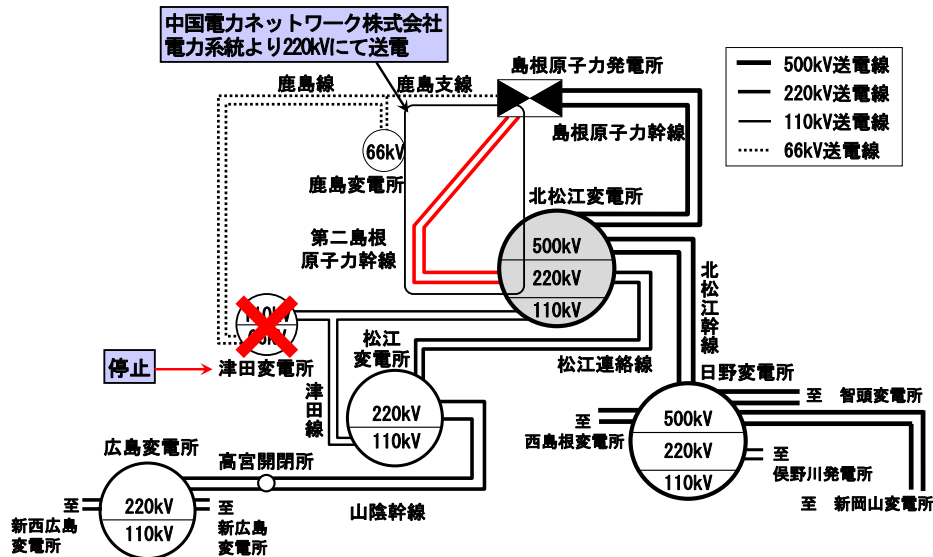 中国電力ネットワーク株式会社
電力系統より220kVにて送電
鹿島線
鹿島支線
島根原子力発電所
500kV送電線
220kV送電線
110kV送電線
66kV送電線
島根原子力幹線
66kV
鹿島変電所
北松江変電所
500kV
220kV
110kV
第二島根
原子力幹線
北松江幹線
停止
津田変電所
松江
変電所
松江連絡線
津田線
220kV
110kV
日野変電所
500kV
220kV
110kV
至 智頭変電所
至
西島根変電所
至
俣野川発電所
至 新岡山変電所
広島変電所
高宮開閉所
山陰幹線
220kV
110kV
至
新西広島
変電所
至
新広島
変電所